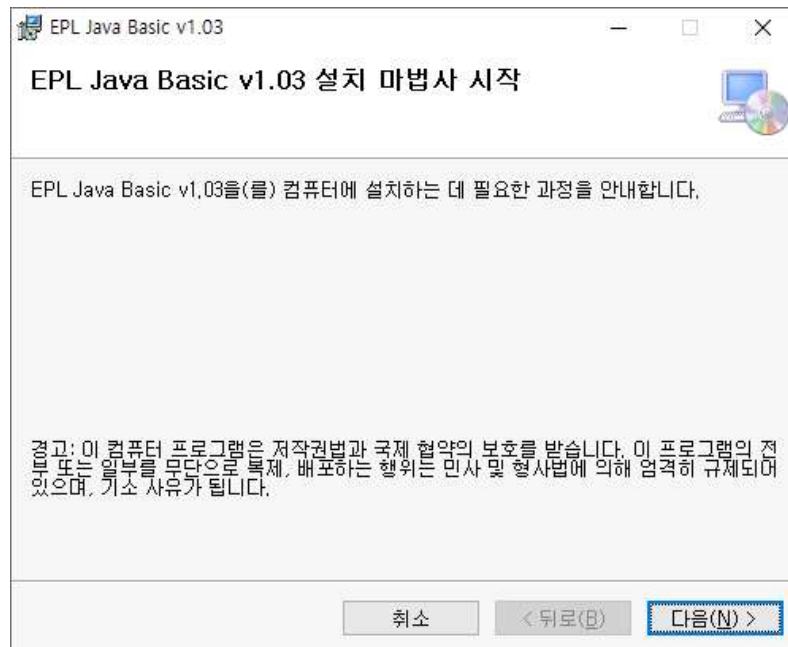 EPL Java Basic v1.03
EPL Java Basic v1.03 설치 마법사 시작
EPL Java Basic v1.03을(를) 컴퓨터에 설치하는 데 필요한 과정을 안내합니다.
경고: 이 컴퓨터 프로그램은 저작권법과 국제 협약의 보호를 받습니다. 이 프로그램의 전
부 또는 일부를 무단으로 복제, 배포하는 행위는 민사 및 형사법에 의해 엄격히 규제되어
있으며, 기소 사유가 됩니다.
취소
< 뒤로(B)
다음(N) >